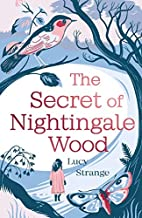 The
Secret of
Nightingale
Wood
Lucy
Strange